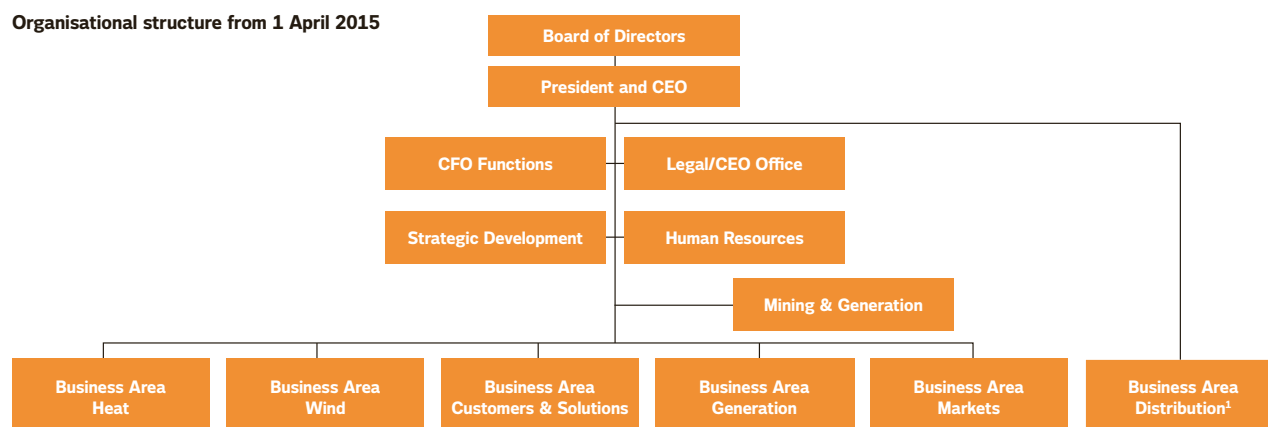 Organisational structure from 1 April 2015
Board of Directors
President and CEO
CFO Functions
Legal/CEO Office
Strategic Development
Human Resources
Mining & Generation
Business Area
Heat
Business Area
Wind
Business Area
Customers & Solutions
Business Area
Generation
Business Area
Markets
Business Area
Distribution¹